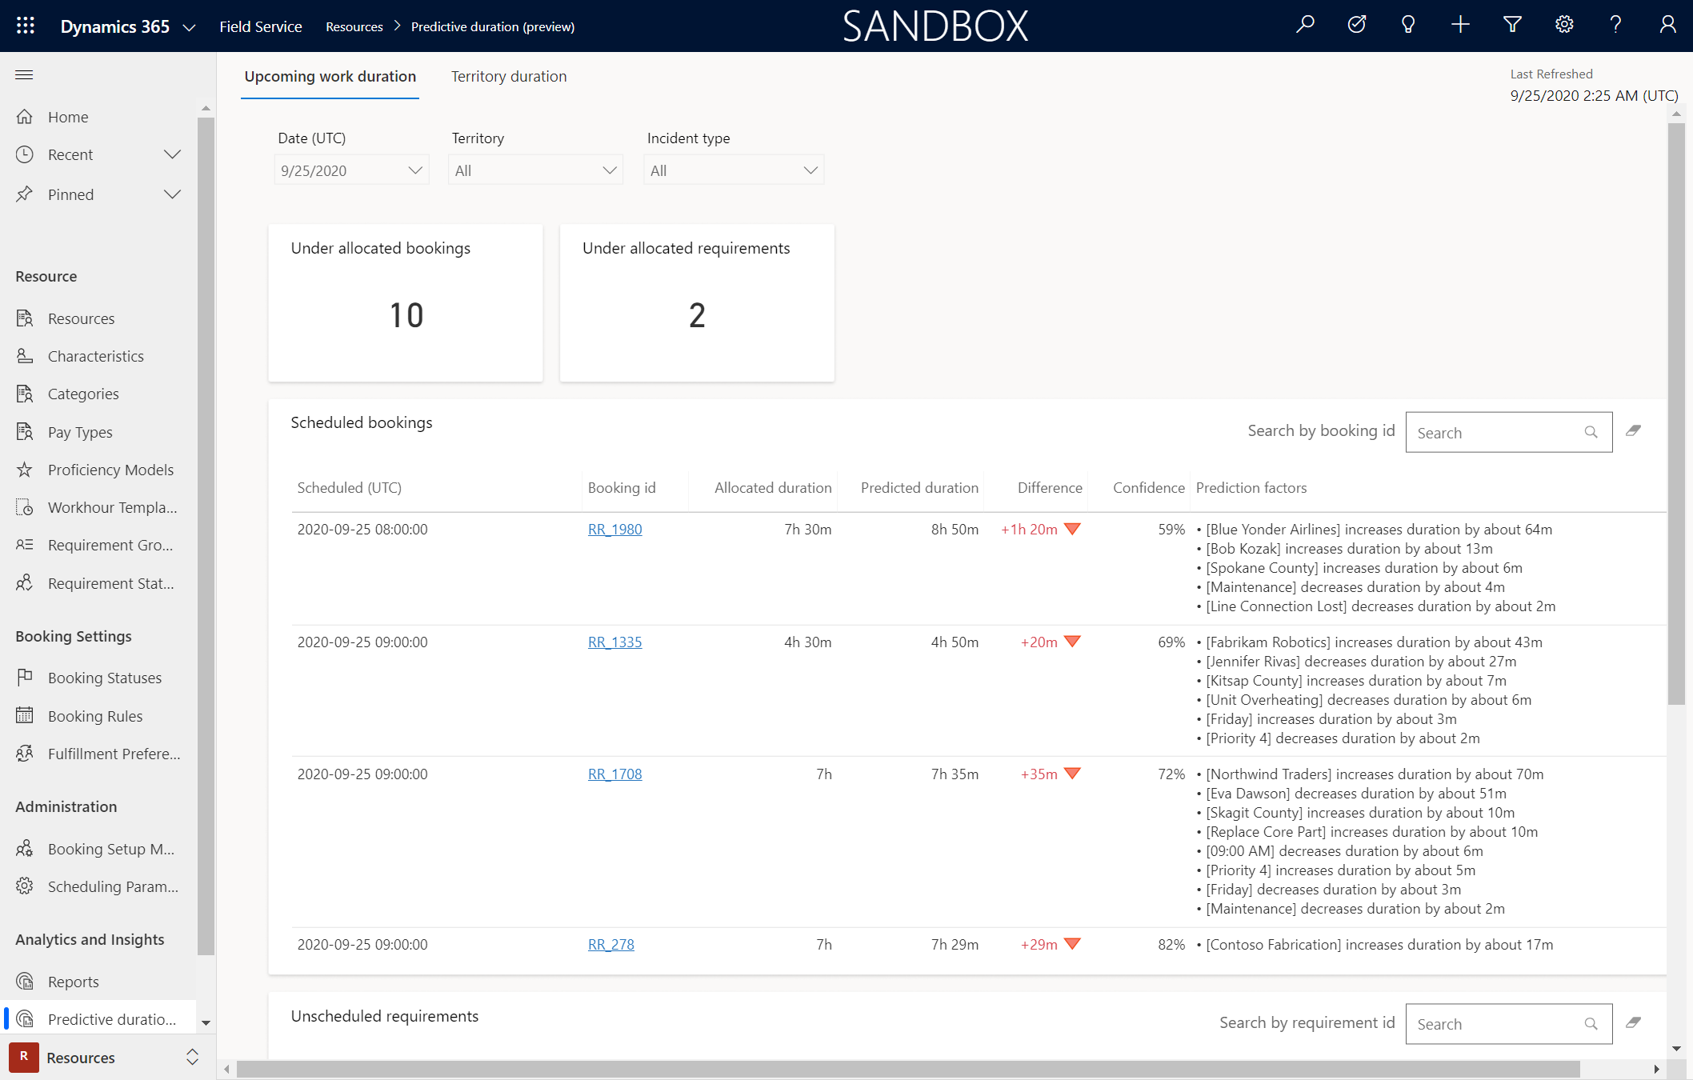 Dynamics 365
Field Service
Resources > Predictive duration (preview)
SANDBOX
Home
Recent
Pinned
Resource
Resources
Characteristics
Categories
Pay Types
Proficiency Models
Workhour Templa...
Requirement Gro...
Requirement Stat...
Booking Settings
Booking Statuses
Booking Rules
Fulfillment Prefere...
Administration
Booking Setup M...
Scheduling Param...
Analytics and Insights
Reports
Predictive duratio...
R Resources
Upcoming work duration
Territory duration
Last Refreshed
9/25/2020 2:25 AM (UTC)
Date (UTC)
9/25/2020
Territory
All
Incident type
All
Under allocated bookings
10
Under allocated requirements
2
Scheduled bookings
Search by booking id
Search
Scheduled (UTC) Booking id Allocated duration Predicted duration Difference Confidence Prediction factors
2020-09-25 08:00:00 RR_1980 7h 30m 8h 50m +1h 20m 59% • [Blue Yonder Airlines] increases duration by about 64m
• [Bob Kozak] increases duration by about 13m
• [Spokane County] increases duration by about 6m
• [Maintenance] decreases duration by about 4m
• [Line Connection Lost] decreases duration by about 2m
2020-09-25 09:00:00 RR_1335 4h 30m 4h 50m +20m 69% • [Fabrikam Robotics] increases duration by about 43m
• [Jennifer Rivas] decreases duration by about 27m
• [Kitsap County] increases duration by about 7m
• [Unit Overheating] decreases duration by about 6m
• [Friday] increases duration by about 3m
• [Priority 4] decreases duration by about 2m
2020-09-25 09:00:00 RR_1708 7h 7h 35m +35m 72% • [Northwind Traders] increases duration by about 70m
• [Eva Dawson] decreases duration by about 51m
• [Skagit County] increases duration by about 10m
• [Replace Core Part] increases duration by about 10m
• [09:00 AM] decreases duration by about 6m
• [Priority 4] increases duration by about 5m
• [Friday] decreases duration by about 3m
• [Maintenance] decreases duration by about 2m
2020-09-25 09:00:00 RR_278 7h 7h 29m +29m 82% • [Contoso Fabrication] increases duration by about 17m
Unscheduled requirements
Search by requirement id
Search